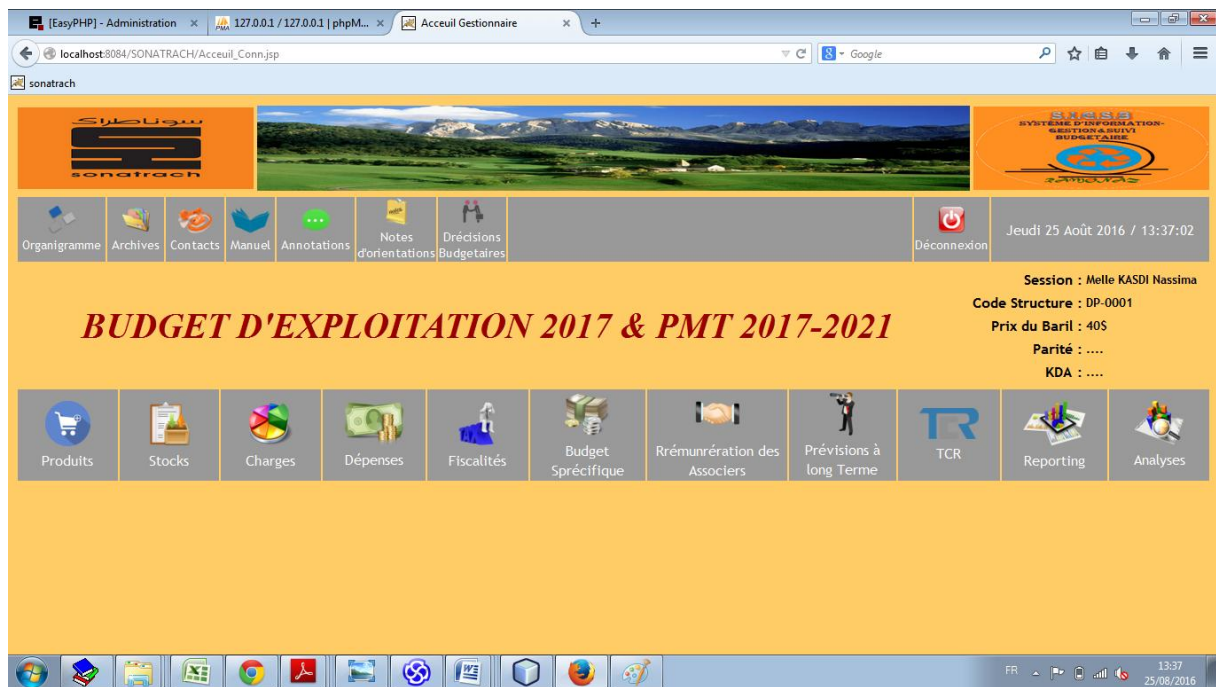 [EasyPHP] - Administration
127.0.0.1 / 127.0.0.1 | phpM...
Acceuil Gestionnaire
localhost:8084/SONATRACH/Acceuil_Conn.jsp
Google
sonatrach
سوناطراك
sonatrach
SYSTÈME D'INFORMATION-
GESTION & SUIVI
BUDGETAIRE
Organigramme
Archives
Contacts
Manuel
Annotations
Notes
d'orientations
Drécisions
Budgetaires
Déconnexion
Jeudi 25 Août 2016 / 13:37:02
Session : Melle KASDI Nassima
Code Structure : DP-0001
Prix du Baril : 40$
Parité : ....
KDA : ....
BUDGET D'EXPLOITATION 2017 & PMT 2017-2021
Produits
Stocks
Charges
Dépenses
Fiscalités
Budget
Sprécifique
Rrémunrération des
Associers
Prévisions à
long Terme
TCR
TCR
Reporting
Analyses
FR
13:37
25/08/2016